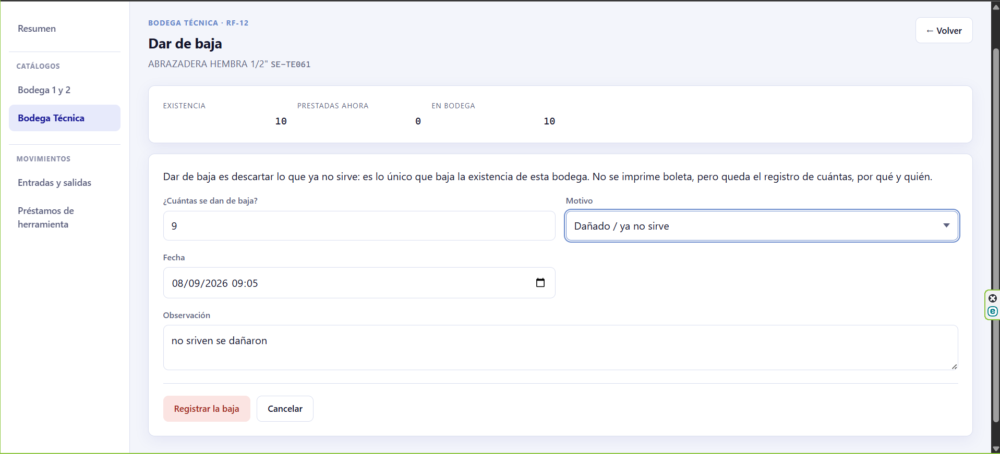 Resumen
CATÁLOGOS
Bodega 1 y 2
Bodega Técnica
MOVIMIENTOS
Entradas y salidas
Préstamos de
herramienta
BODEGA TÉCNICA · RF-12
Dar de baja
ABRAZADERA HEMBRA 1/2" SE-TE061
← Volver
EXISTENCIA
10
PRESTADAS AHORA
0
EN BODEGA
10
Dar de baja es descartar lo que ya no sirve: es lo único que baja la existencia de esta bodega. No se imprime boleta, pero queda el registro de cuántas, por qué y quién.
¿Cuántas se dan de baja?
9
Motivo
Dañado / ya no sirve
Fecha
08/09/2026 09:05
Observación
no sriven se dañaron
Registrar la baja
Cancelar